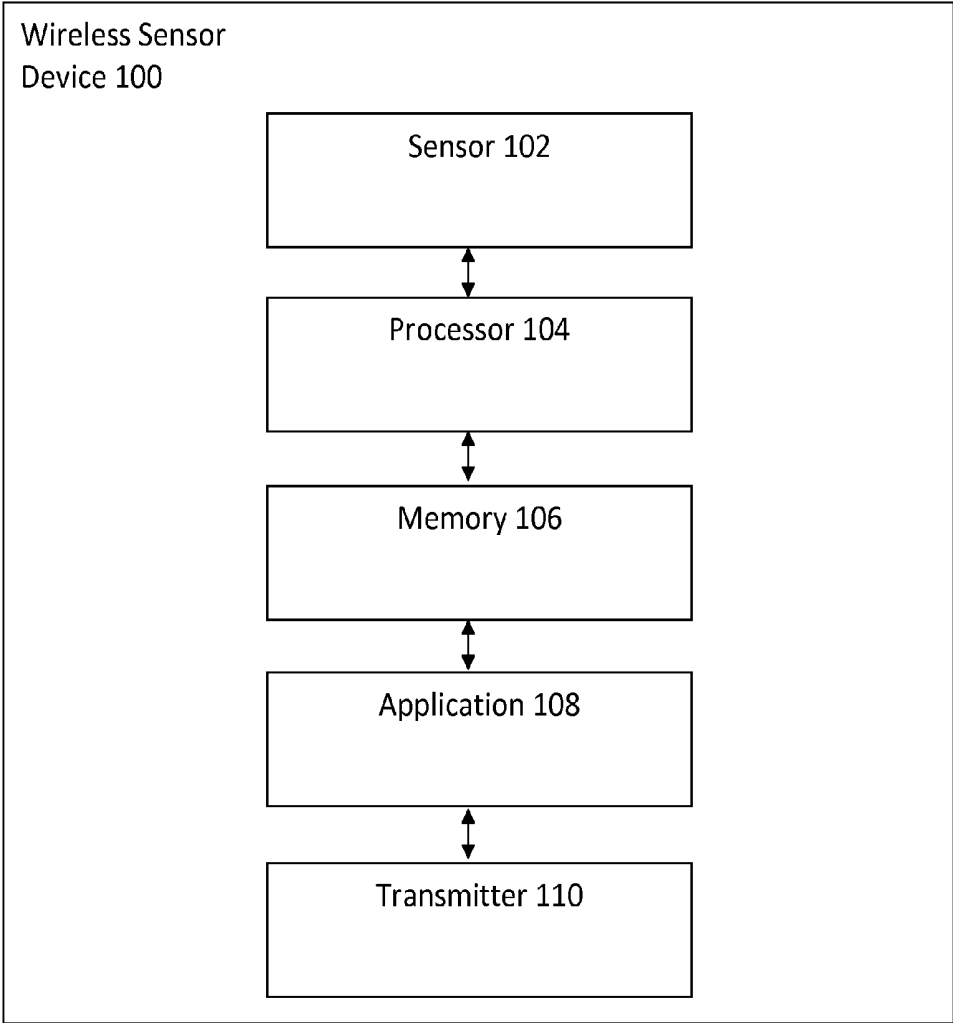 Wireless Sensor
Device 100
Sensor 102
Processor 104
Memory 106
Application 108
Transmitter 110